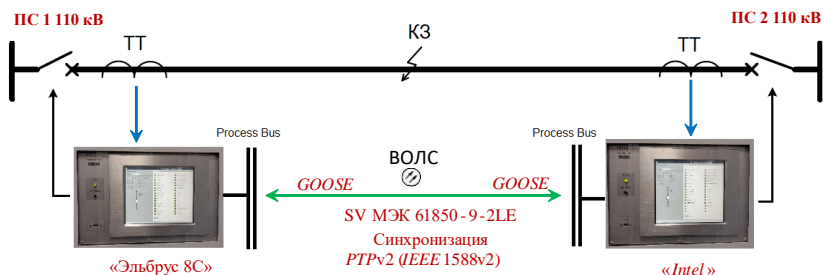 ПС 1 110 кВ
ПС 2 110 кВ
ТТ
КЗ
ТТ
Process Bus
ВОЛС
Process Bus
GOOSE
GOOSE
SV МЭК 61850-9-2LE
Синхронизация
PTPv2 (IEEE 1588v2)
«Эльбрус 8С»
«Intel»